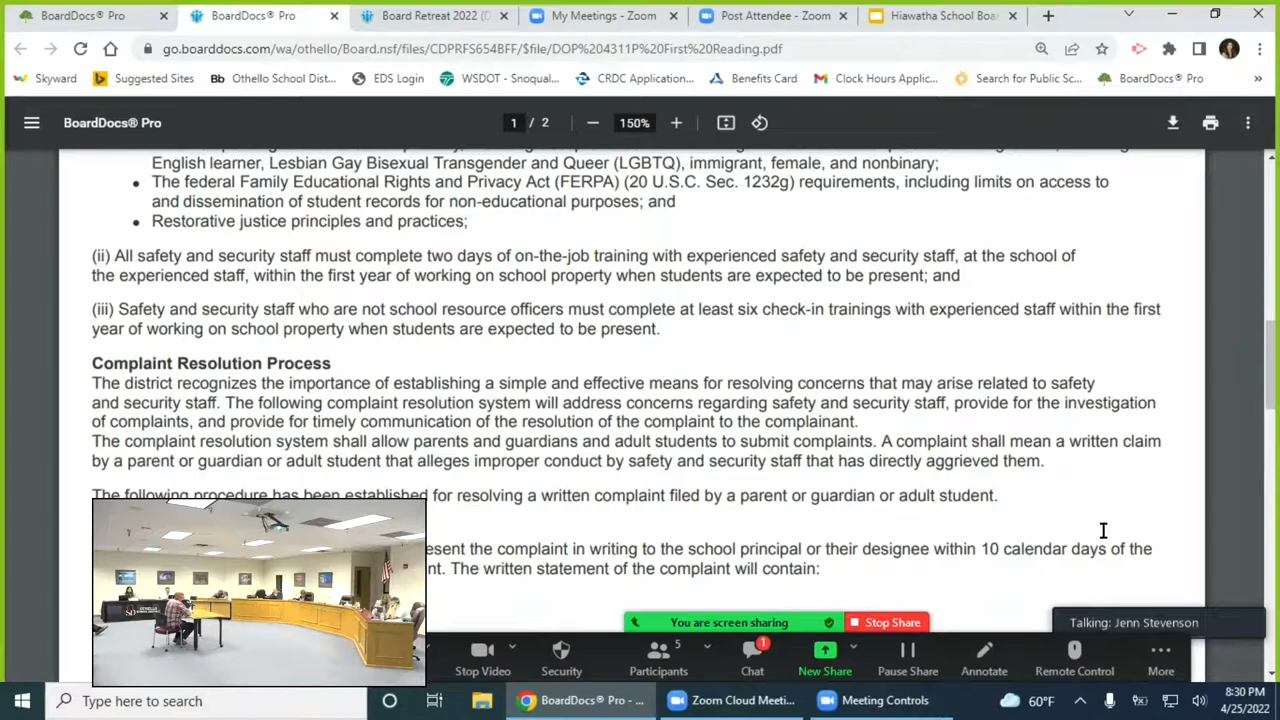 BoardDocs® Pro
BoardDocs® Pro
Board Retreat 2022 (D
My Meetings - Zoom
Post Attendee - Zoom
Hiawatha School Boa
go.boarddocs.com/wa/othello/Board.nsf/files/CDPRFS654BFF/$file/DOP%204311P%20First%20Reading.pdf
Skyward
Suggested Sites
Bb Othello School Dist...
EDS Login
WSDOT - Snoqual...
CRDC Application...
Benefits Card
Clock Hours Applic...
Search for Public Sc...
BoardDocs® Pro
»
BoardDocs® Pro
1 / 2
150%
English learner, Lesbian Gay Bisexual Transgender and Queer (LGBTQ), immigrant, female, and nonbinary;
• The federal Family Educational Rights and Privacy Act (FERPA) (20 U.S.C. Sec. 1232g) requirements, including limits on access to
and dissemination of student records for non-educational purposes; and
• Restorative justice principles and practices;
(ii) All safety and security staff must complete two days of on-the-job training with experienced safety and security staff, at the school of
the experienced staff, within the first year of working on school property when students are expected to be present; and
(iii) Safety and security staff who are not school resource officers must complete at least six check-in trainings with experienced staff within the first
year of working on school property when students are expected to be present.
Complaint Resolution Process
The district recognizes the importance of establishing a simple and effective means for resolving concerns that may arise related to safety
and security staff. The following complaint resolution system will address concerns regarding safety and security staff, provide for the investigation
of complaints, and provide for timely communication of the resolution of the complaint to the complainant.
The complaint resolution system shall allow parents and guardians and adult students to submit complaints. A complaint shall mean a written claim
by a parent or guardian or adult student that alleges improper conduct by safety and security staff that has directly aggrieved them.
The following procedure has been established for resolving a written complaint filed by a parent or guardian or adult student.
esent the complaint in writing to the school principal or their designee within 10 calendar days of the
nt. The written statement of the complaint will contain:
OTHELLO
You are screen sharing
Stop Share
Talking: Jenn Stevenson
Stop Video
Security
Participants
5
Chat
1
New Share
Pause Share
Annotate
Remote Control
More
Type here to search
BoardDocs® Pro - ...
Zoom Cloud Meeti...
Meeting Controls
60°F
8:30 PM
4/25/2022